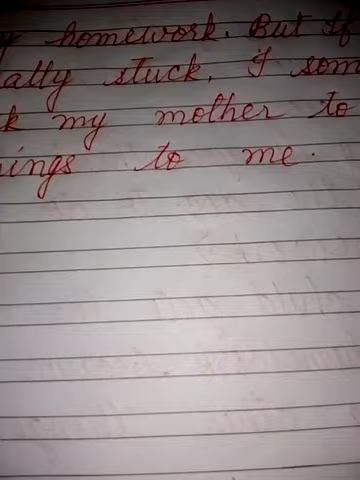 y homework. But if
ally stuck, I som
k my mother to
ings to me.